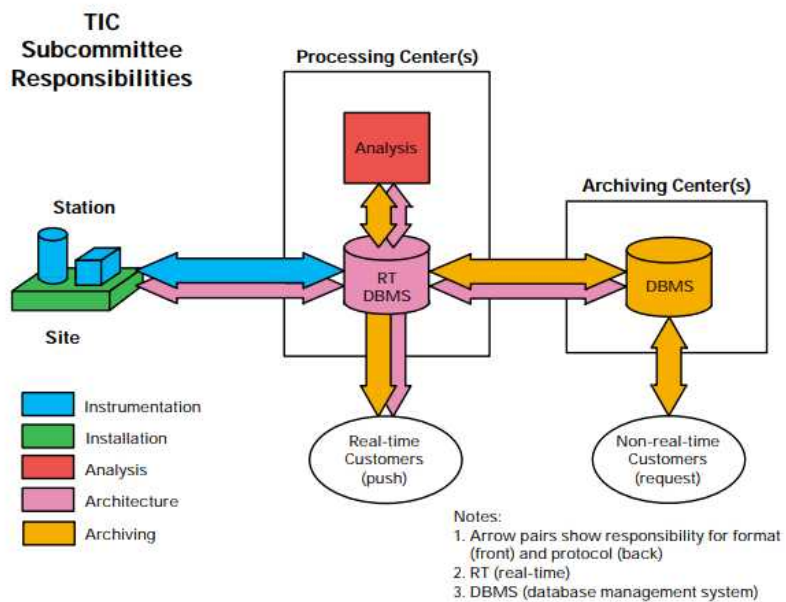 TIC
Subcommittee
Responsibilities
Processing Center(s)
Analysis
Archiving Center(s)
Station
RT
DBMS
DBMS
Site
Instrumentation
Installation
Analysis
Architecture
Archiving
Real-time
Customers
(push)
Non-real-time
Customers
(request)
Notes:
1. Arrow pairs show responsibility for format
(front) and protocol (back)
2. RT (real-time)
3. DBMS (database management system)